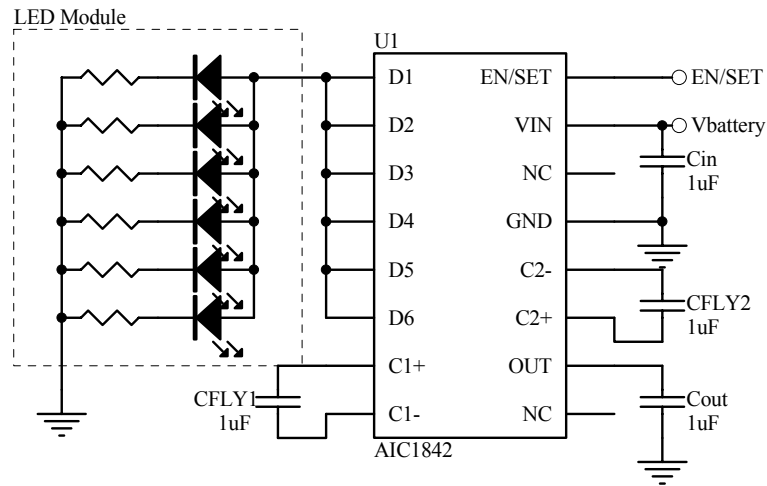 LED Module
U1
D1 EN/SET EN/SET
D2 VIN Vbattery
D3 NC Cin
1uF
D4 GND
D5 C2-
CFLY2
D6 C2+ 1uF
C1+ OUT
CFLY1 Cout
1uF C1- NC 1uF
AIC1842